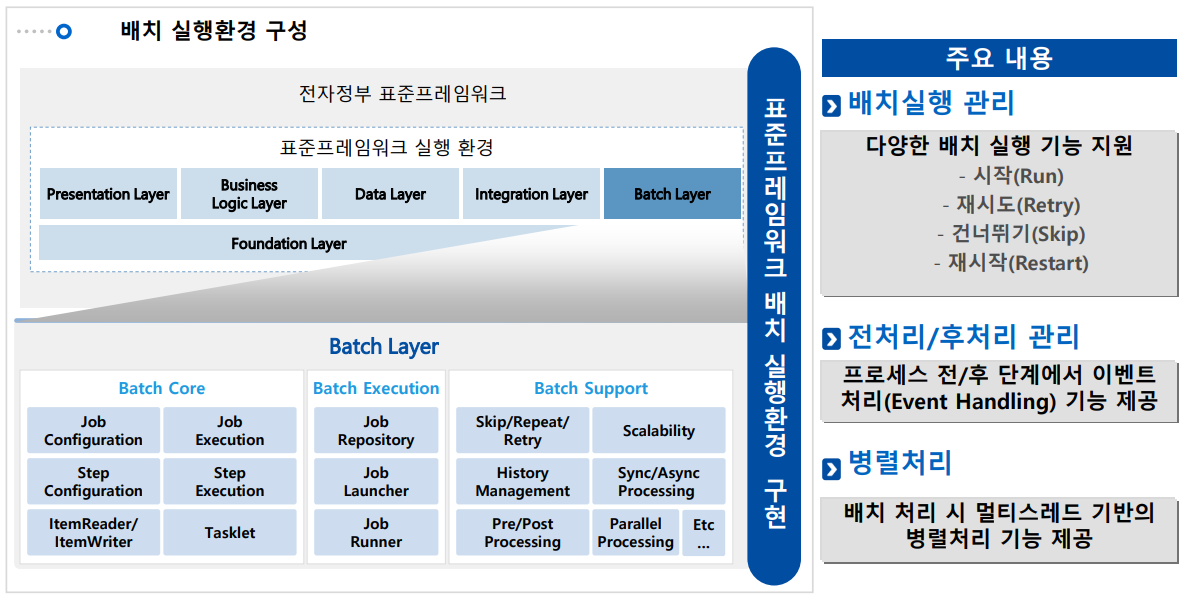 배치 실행환경 구성
전자정부 표준프레임워크
표준프레임워크 실행 환경
Presentation Layer
Business
Logic Layer
Data Layer
Integration Layer
Batch Layer
Foundation Layer
Batch Layer
Batch Core
Job
Configuration
Job
Execution
Step
Configuration
Step
Execution
ItemReader/
ItemWriter
Tasklet
Batch Execution
Job
Repository
Job
Launcher
Job
Runner
Batch Support
Skip/Repeat/
Retry
Scalability
History
Management
Sync/Async
Processing
Pre/Post
Processing
Parallel
Processing
Etc
...
표준프레임워크 배치 실행환경 구현
주요 내용
배치실행 관리
다양한 배치 실행 기능 지원
- 시작(Run)
- 재시도(Retry)
- 건너뛰기(Skip)
- 재시작(Restart)
전처리/후처리 관리
프로세스 전/후 단계에서 이벤트
처리(Event Handling) 기능 제공
병렬처리
배치 처리 시 멀티스레드 기반의
병렬처리 기능 제공